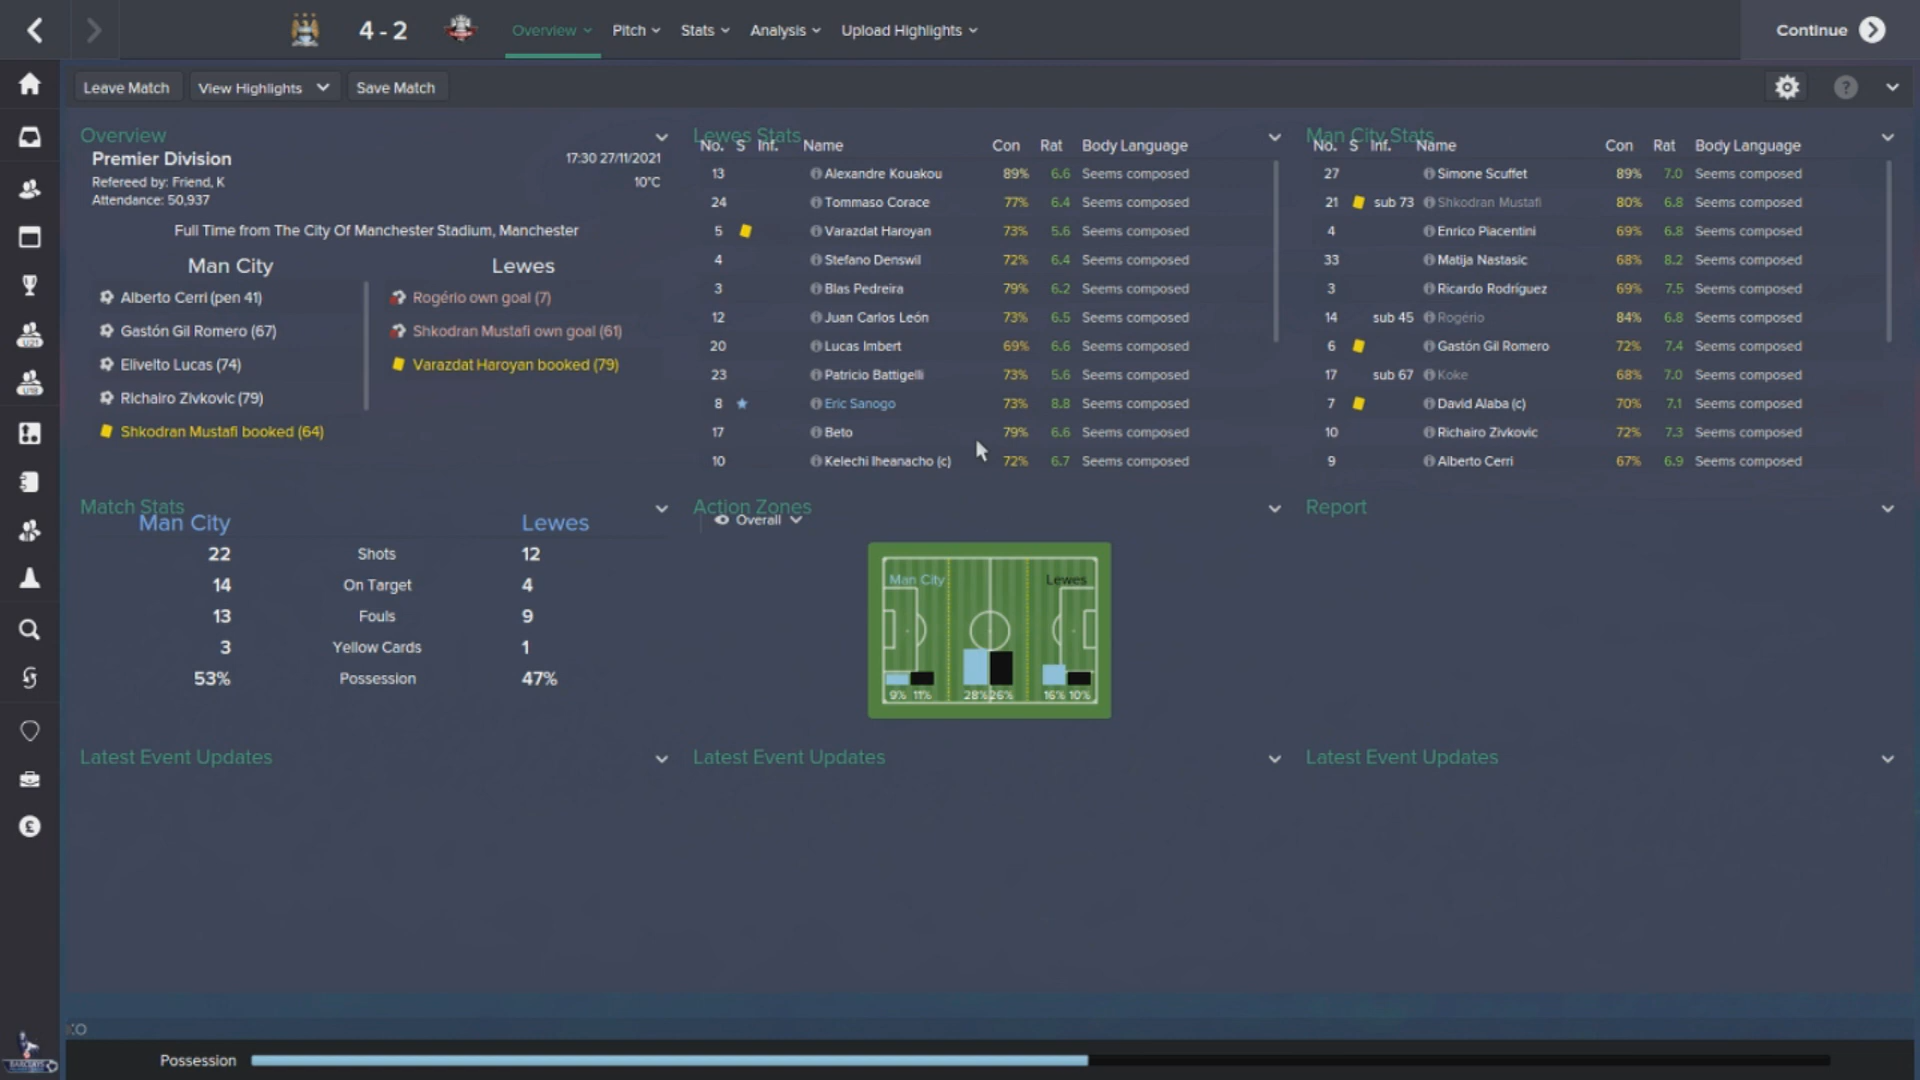 4 - 2
Overview
Pitch
Stats
Analysis
Upload Highlights
Continue
Leave Match
View Highlights
Save Match
?
Overview
Premier Division
17:30 27/11/2021
Refereed by: Friend, K
10°C
Attendance: 50,937
Full Time from The City Of Manchester Stadium, Manchester
Man City
Lewes
Alberto Cerri (pen 41)
Rogério own goal (7)
Gastón Gil Romero (67)
Shkodran Mustafi own goal (61)
Elivelto Lucas (74)
Varazdat Haroyan booked (79)
Richairo Zivkovic (79)
Shkodran Mustafi booked (64)
Lewes Stats
No. S Inf. Name Con Rat Body Language
13 Alexandre Kouakou 89% 6.6 Seems composed
24 Tommaso Corace 77% 6.4 Seems composed
5 Varazdat Haroyan 73% 5.6 Seems composed
4 Stefano Denswil 72% 6.4 Seems composed
3 Blas Pedreira 79% 6.2 Seems composed
12 Juan Carlos León 73% 6.5 Seems composed
20 Lucas Imbert 69% 6.6 Seems composed
23 Patricio Battigelli 73% 5.6 Seems composed
8 Eric Sanogo 73% 8.8 Seems composed
17 Beto 79% 6.6 Seems composed
10 Kelechi Iheanacho (c) 72% 6.7 Seems composed
Man City Stats
No. S Inf. Name Con Rat Body Language
27 Simone Scuffet 89% 7.0 Seems composed
21 sub 73 Shkodran Mustafi 80% 6.8 Seems composed
4 Enrico Piacentini 69% 6.8 Seems composed
33 Matija Nastasic 68% 8.2 Seems composed
3 Ricardo Rodríguez 69% 7.5 Seems composed
14 sub 45 Rogério 84% 6.8 Seems composed
6 Gastón Gil Romero 72% 7.4 Seems composed
17 sub 67 Koke 68% 7.0 Seems composed
7 David Alaba (c) 70% 7.1 Seems composed
10 Richairo Zivkovic 72% 7.3 Seems composed
9 Alberto Cerri 67% 6.9 Seems composed
Match Stats
Man City Lewes
22 Shots 12
14 On Target 4
13 Fouls 9
3 Yellow Cards 1
53% Possession 47%
Action Zones
Overall
Man City Lewes
9% 11% 28% 26% 16% 10%
Report
Latest Event Updates
Latest Event Updates
Latest Event Updates
U21
U18
£
BARCLAYS
Possession